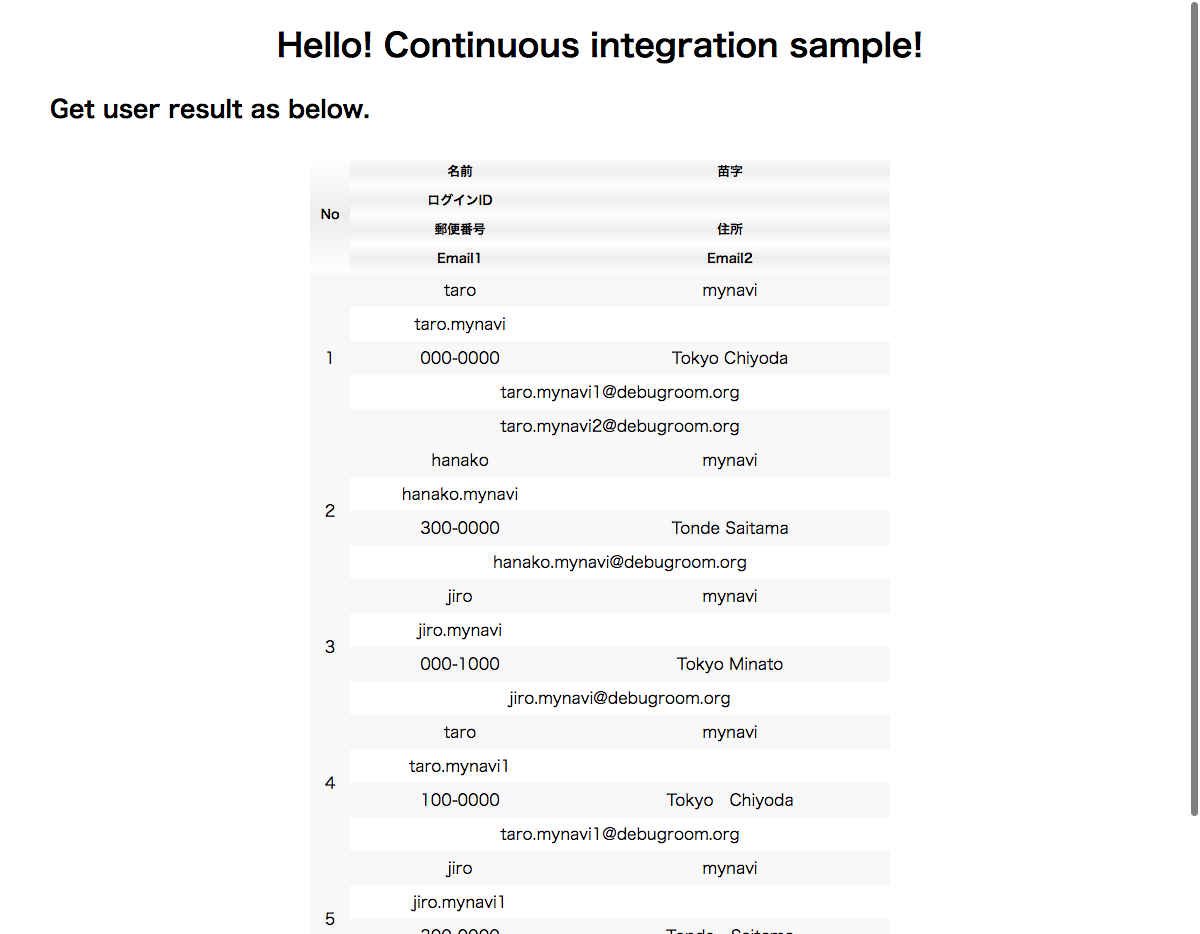 Hello! Continuous integration sample!
Get user result as below.
No
名前 苗字
ログインID
郵便番号 住所
Email1 Email2
1
taro mynavi
taro.mynavi
000-0000 Tokyo Chiyoda
taro.mynavi1@debugroom.org
taro.mynavi2@debugroom.org
2
hanako mynavi
hanako.mynavi
300-0000 Tonde Saitama
hanako.mynavi@debugroom.org
3
jiro mynavi
jiro.mynavi
000-1000 Tokyo Minato
jiro.mynavi@debugroom.org
4
taro mynavi
taro.mynavi1
100-0000 Tokyo　Chiyoda
taro.mynavi1@debugroom.org
5
jiro mynavi
jiro.mynavi1